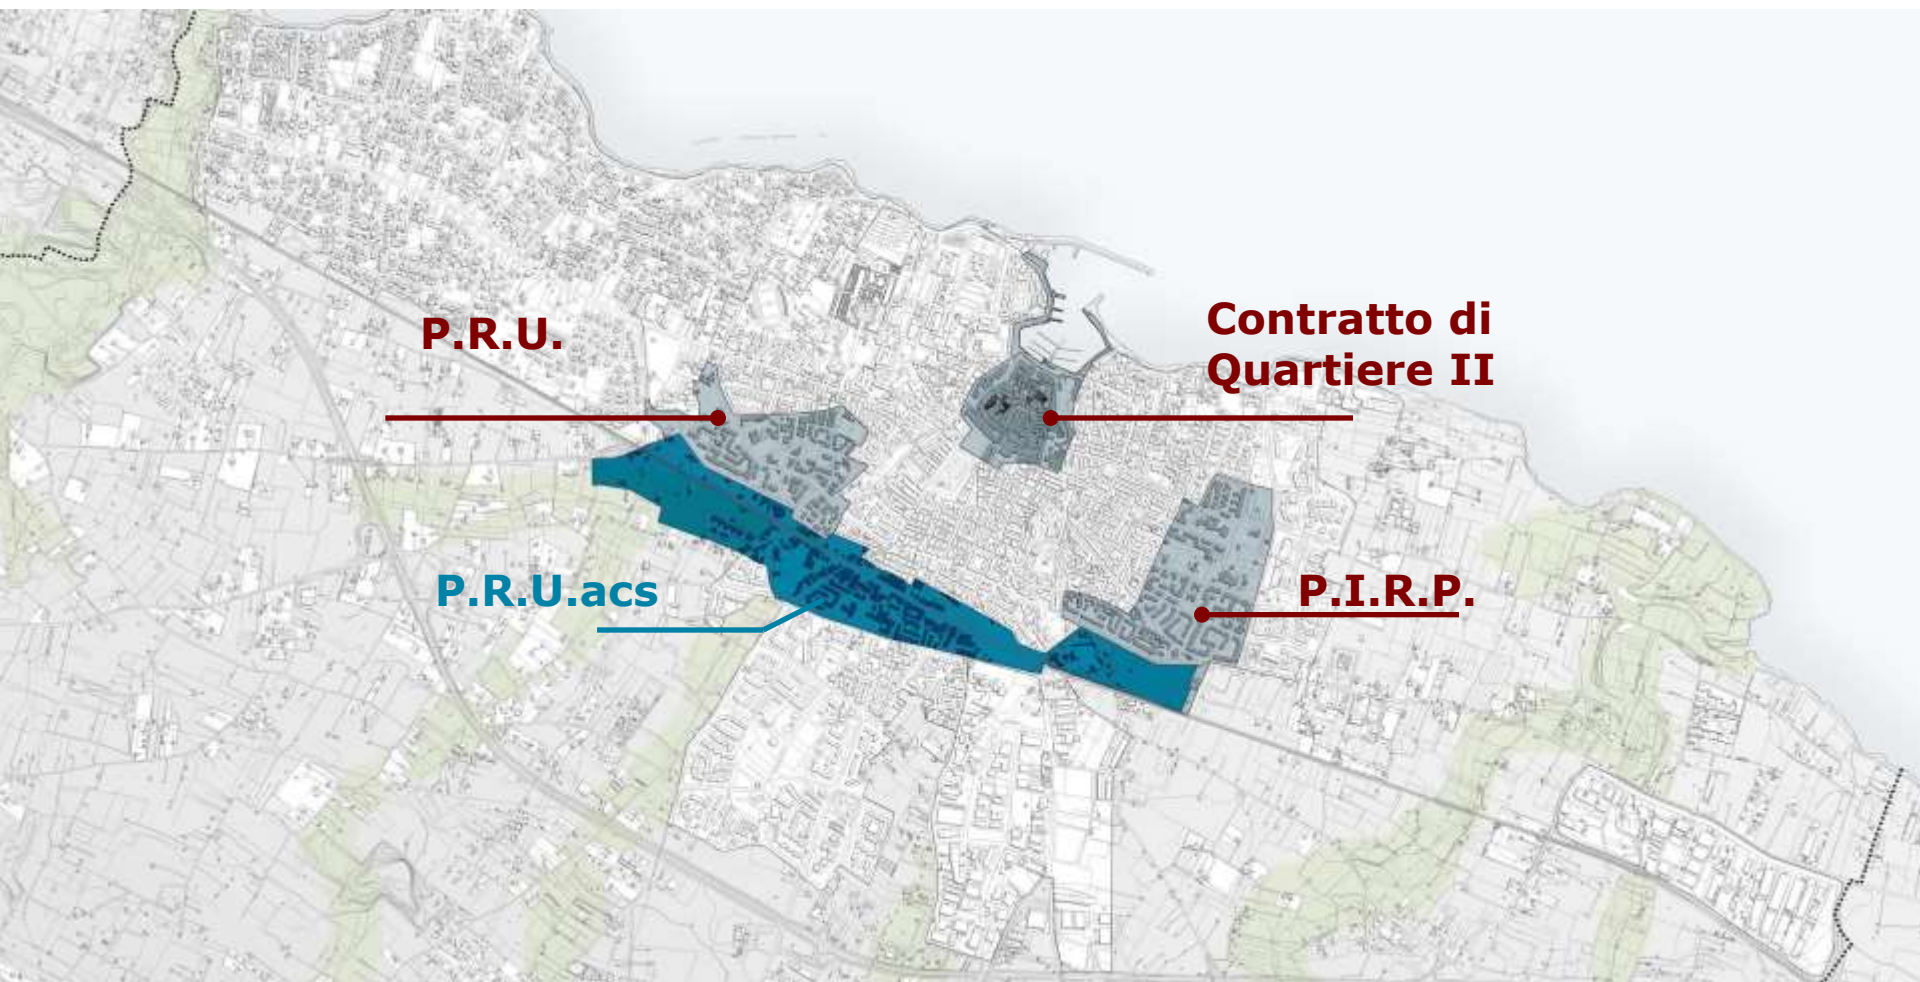 P.R.U.
Contratto di
Quartiere II
P.R.U.acs
P.I.R.P.